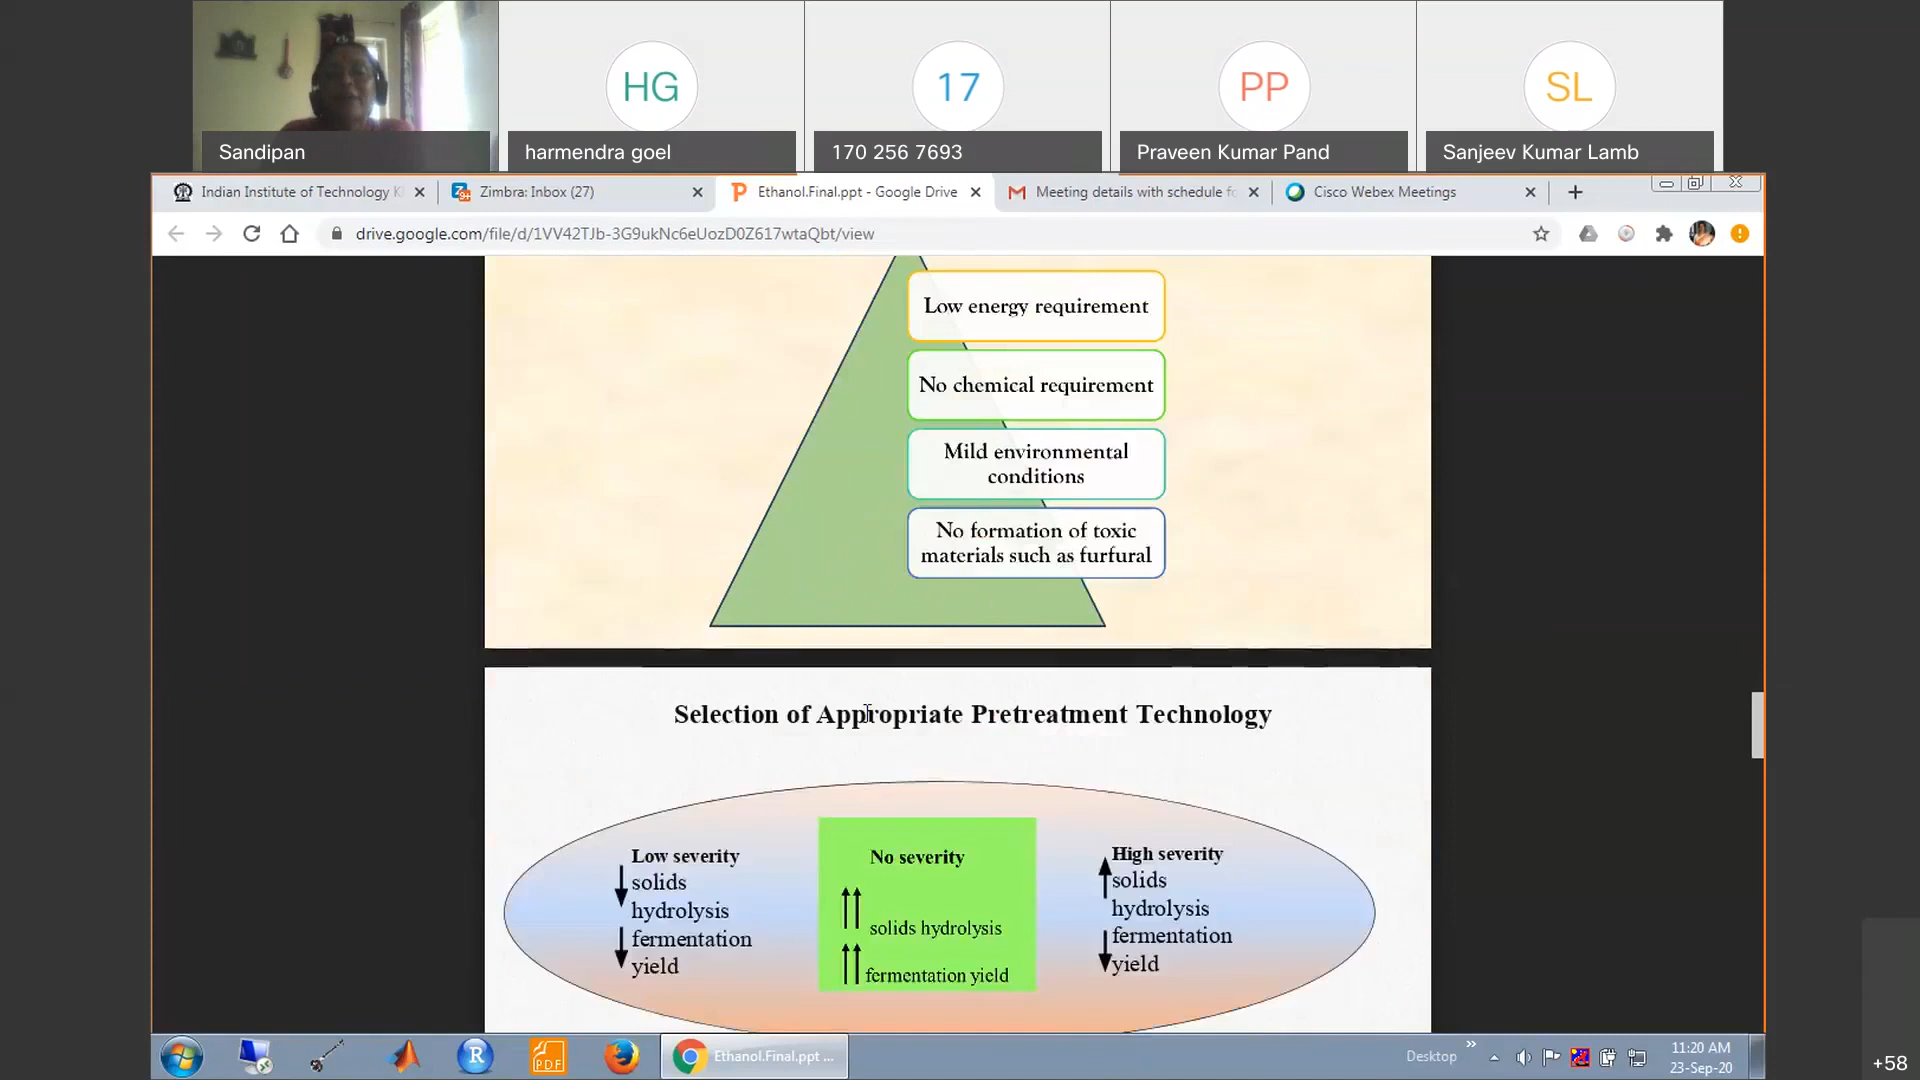 HG
17
PP
SL
Sandipan
harmendra goel
170 256 7693
Praveen Kumar Pand
Sanjeev Kumar Lamb
Indian Institute of Technology K
Zimbra: Inbox (27)
Ethanol.Final.ppt - Google Drive
Meeting details with schedule fo
Cisco Webex Meetings
drive.google.com/file/d/1VV42TJb-3G9ukNc6eUozD0Z617wtaQbt/view
Low energy requirement
No chemical requirement
Mild environmental
conditions
No formation of toxic
materials such as furfural
Selection of Appropriate Pretreatment Technology
Low severity
solids
hydrolysis
fermentation
yield
No severity
solids hydrolysis
fermentation yield
High severity
solids
hydrolysis
fermentation
yield
R
PDF
Ethanol.Final.ppt ...
Desktop
11:20 AM
23-Sep-20
+58